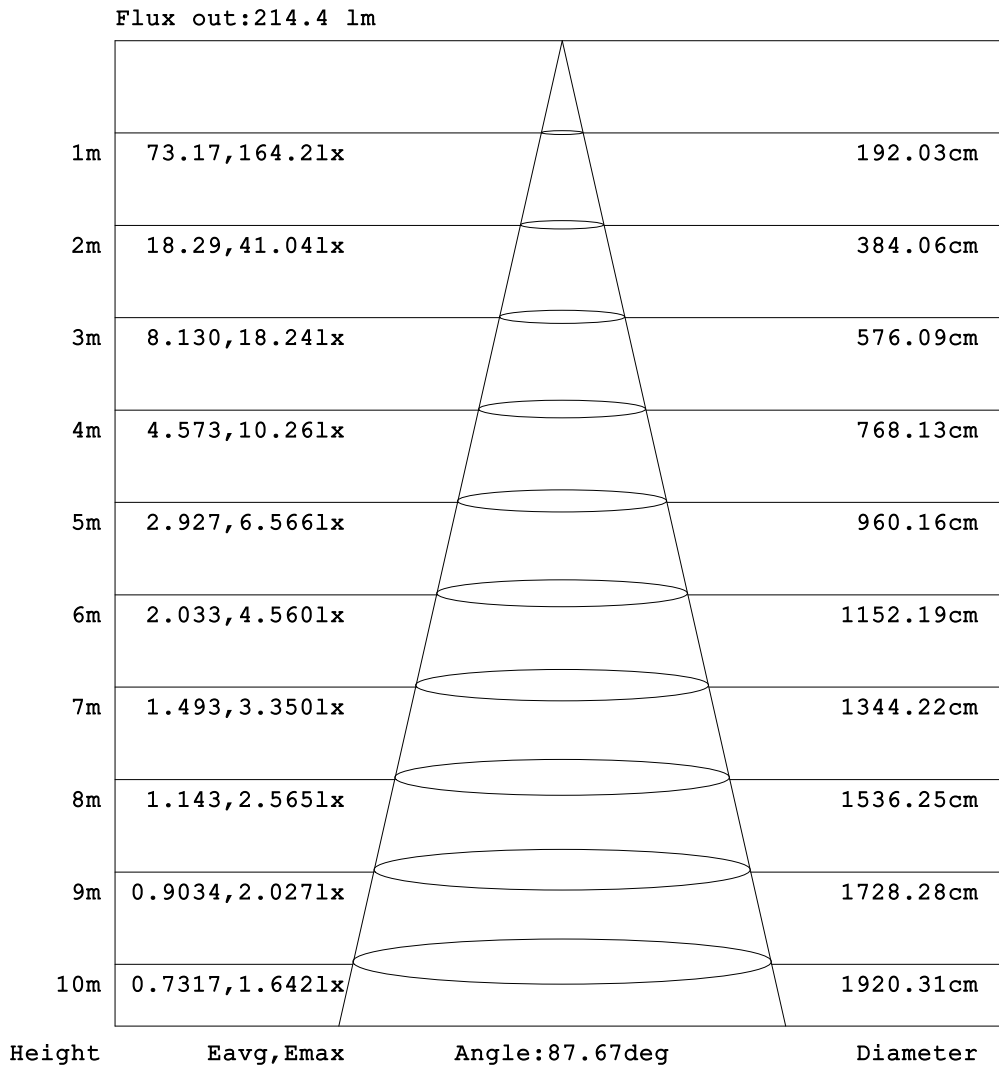 Flux out:214.4 lm
1m 73.17,164.2lx 192.03cm
2m 18.29,41.04lx 384.06cm
3m 8.130,18.24lx 576.09cm
4m 4.573,10.26lx 768.13cm
5m 2.927,6.566lx 960.16cm
6m 2.033,4.560lx 1152.19cm
7m 1.493,3.350lx 1344.22cm
8m 1.143,2.565lx 1536.25cm
9m 0.9034,2.027lx 1728.28cm
10m 0.7317,1.642lx 1920.31cm
Height Eavg,Emax Angle:87.67deg Diameter